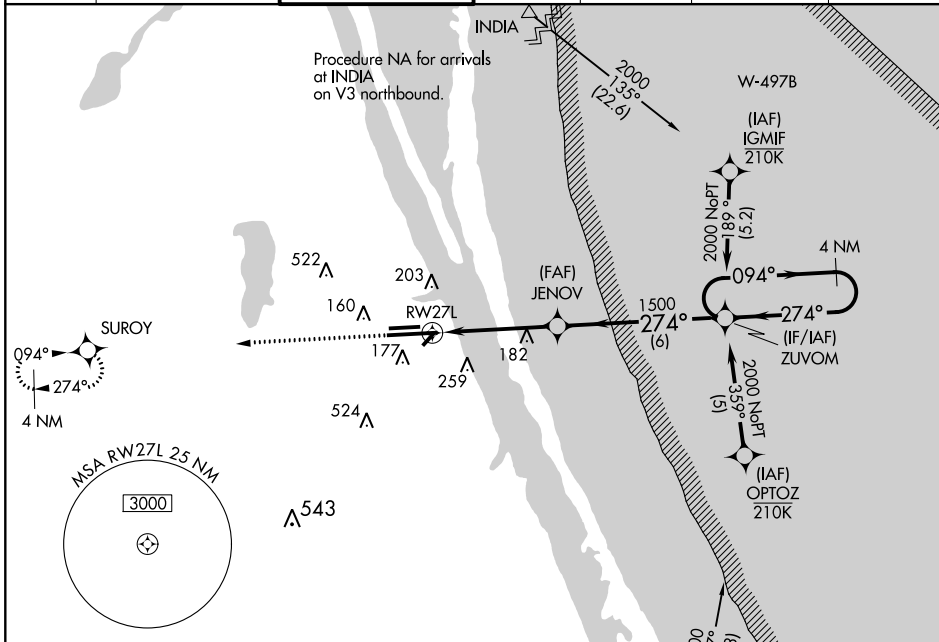 INDIA
Procedure NA for arrivals
at INDIA
on V3 northbound.
2000
135°
(22.6)
W-497B
(IAF)
IGMIF
210K
2000 NoPT
189°
(5.2)
4 NM
094°
522
203
(FAF)
JENOV
160
RW27L
1500
274°
(6)
274°
(IF/IAF)
ZUVOM
SUROY
094°
274°
4 NM
177
259
182
2000 NoPT
359°
(5)
524
(IAF)
OPTOZ
210K
MSA RW27L 25 NM
3000
543